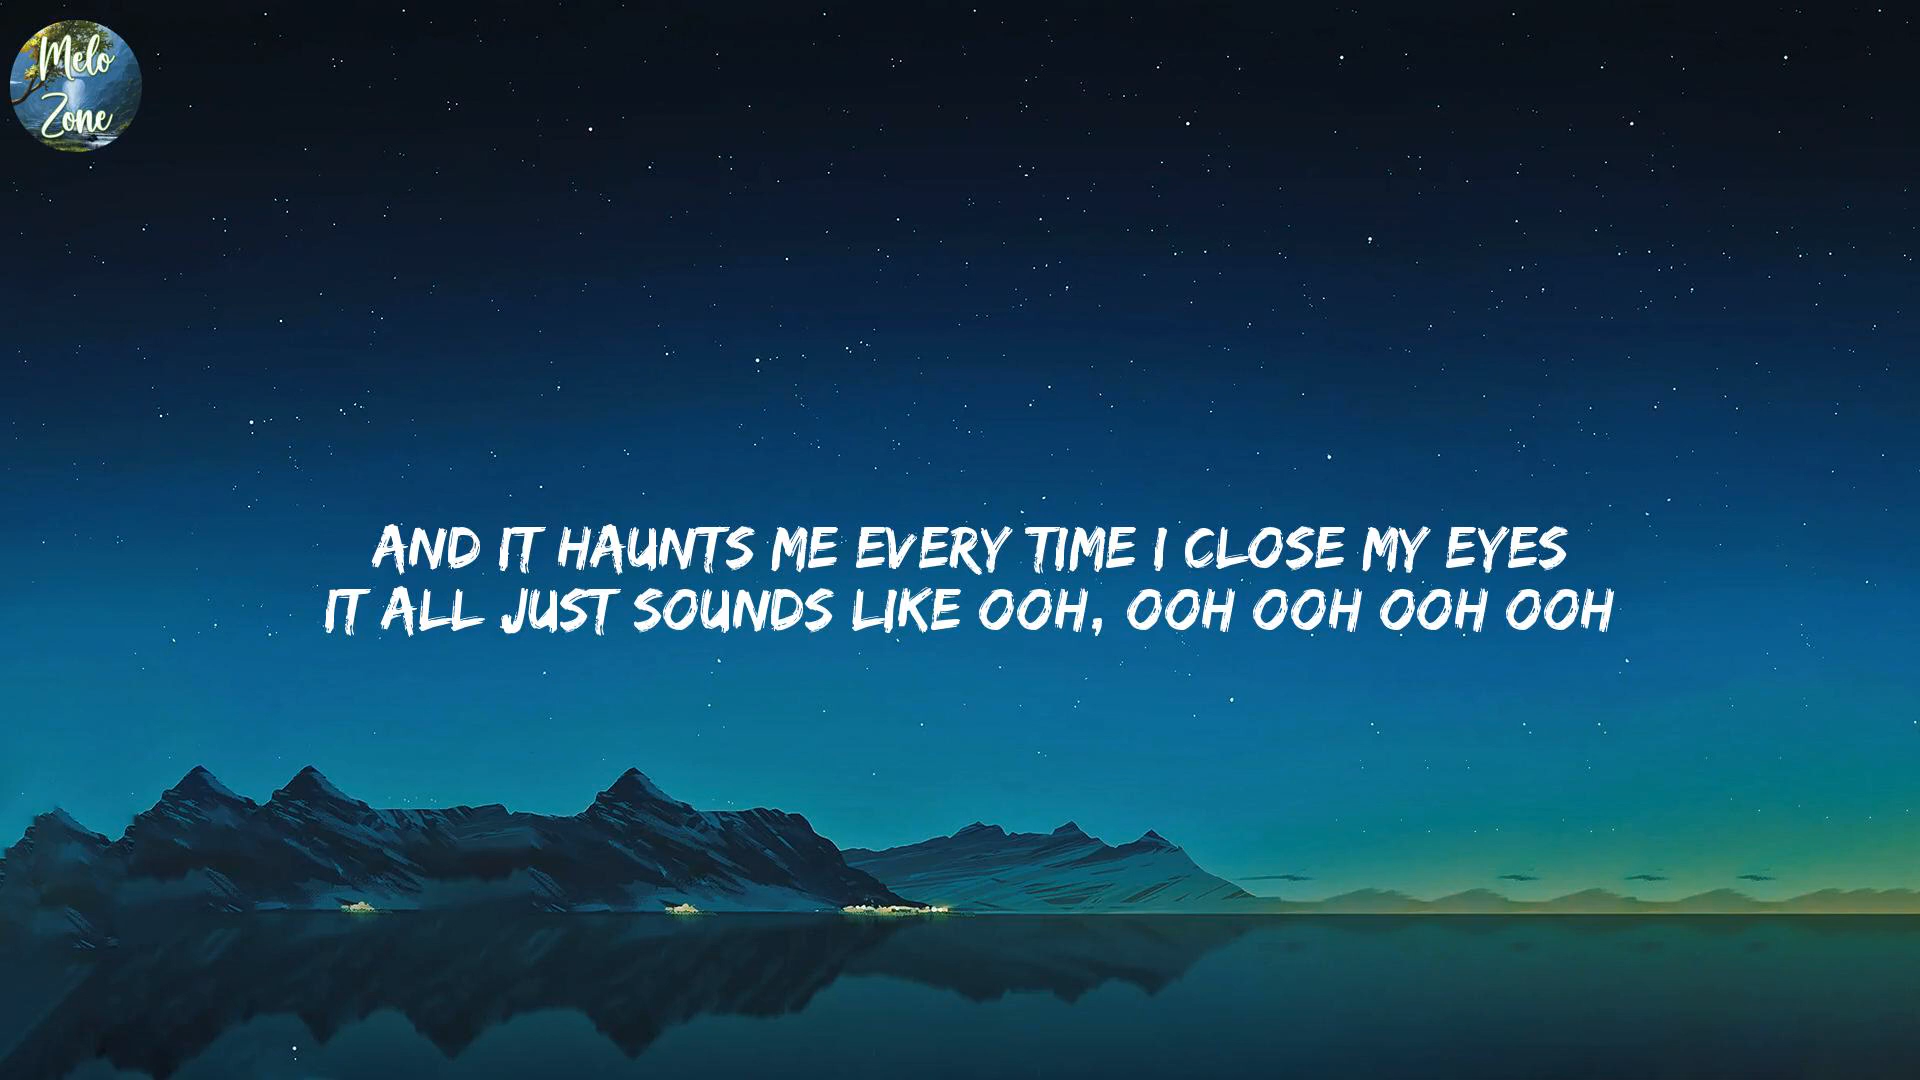 Melo
Zone
AND IT HAUNTS ME EVERY TIME I CLOSE MY EYES
IT ALL JUST SOUNDS LIKE OOH, OOH OOH OOH OOH